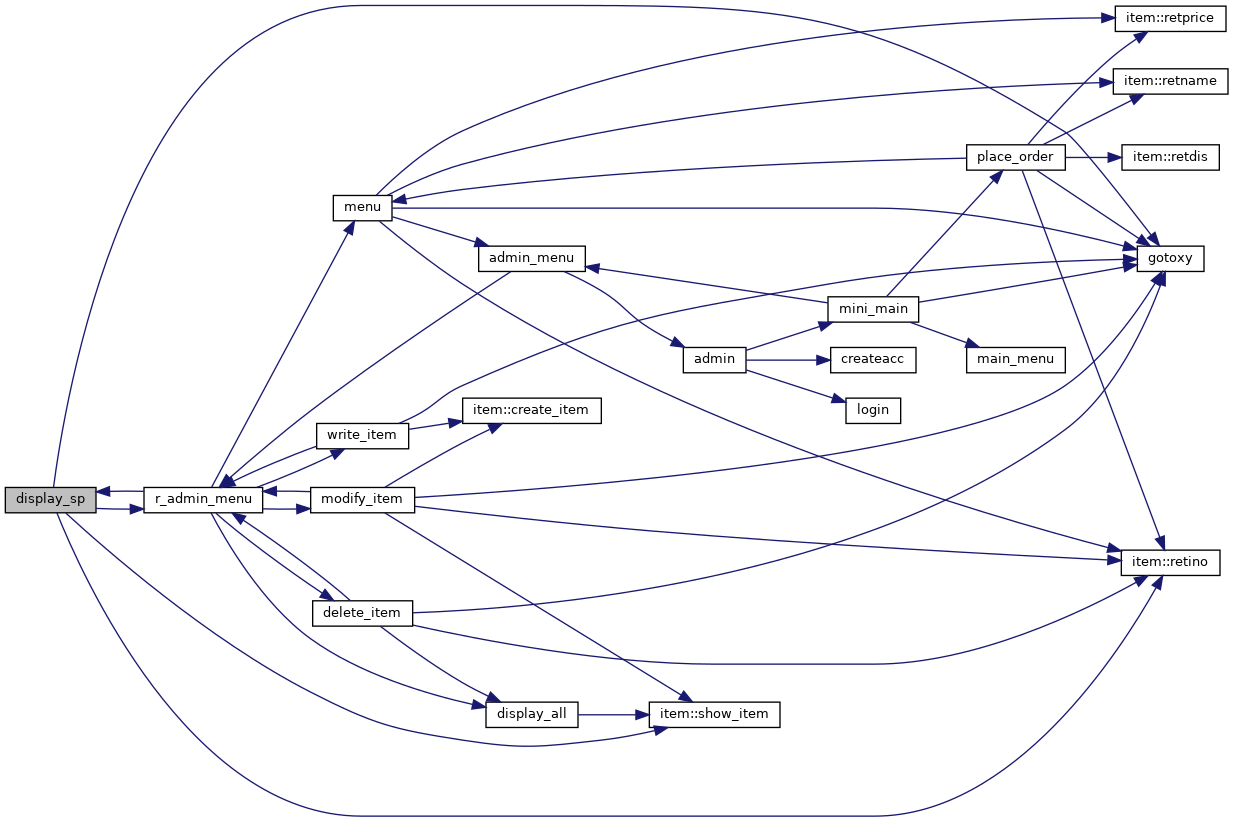 item::retprice
item::retname
place_order
item::retdis
menu
admin_menu
gotoxy
mini_main
admin
createacc
main_menu
item::create_item
login
write_item
display_sp
r_admin_menu
modify_item
item::retino
delete_item
display_all
item::show_item